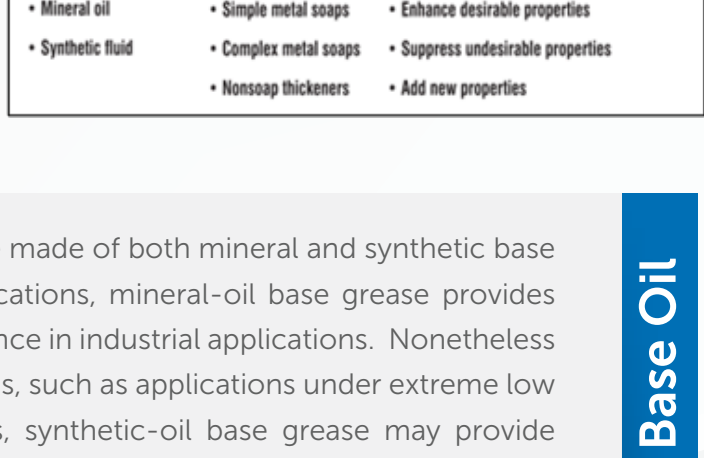 • Mineral oil • Simple metal soaps • Enhance desirable properties
• Synthetic fluid • Complex metal soaps • Suppress undesirable properties
• Nonsoap thickeners • Add new properties
made of both mineral and synthetic base
cations, mineral-oil base grease provides
nce in industrial applications. Nonetheless
s, such as applications under extreme low
s, synthetic-oil base grease may provide
Base Oil